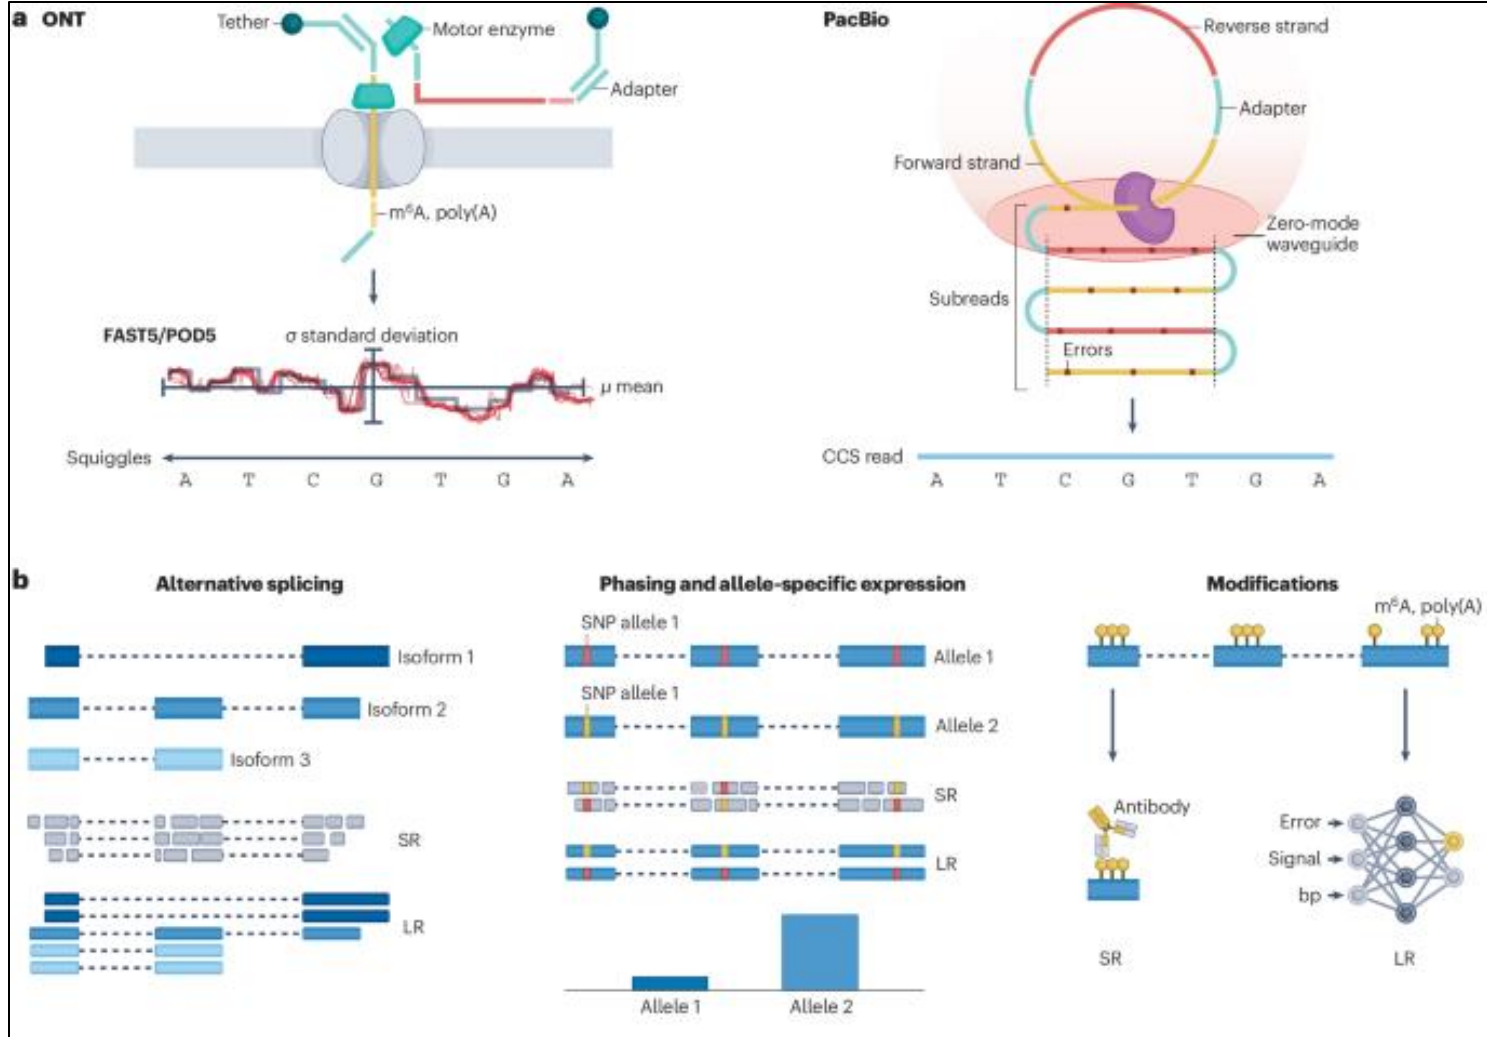 a ONT
Tether
Motor enzyme
Adapter
m⁶A, poly(A)
FAST5/POD5
σ standard deviation
μ mean
Squiggles
A T C G T G A
PacBio
Reverse strand
Adapter
Forward strand
Zero-mode
waveguide
Subreads
Errors
CCS read
A T C G T G A
b
Alternative splicing
Isoform 1
Isoform 2
Isoform 3
SR
LR
Phasing and allele-specific expression
SNP allele 1
Allele 1
SNP allele 1
Allele 2
SR
LR
Allele 1 Allele 2
Modifications
m⁶A, poly(A)
Antibody
Error
Signal
bp
SR LR